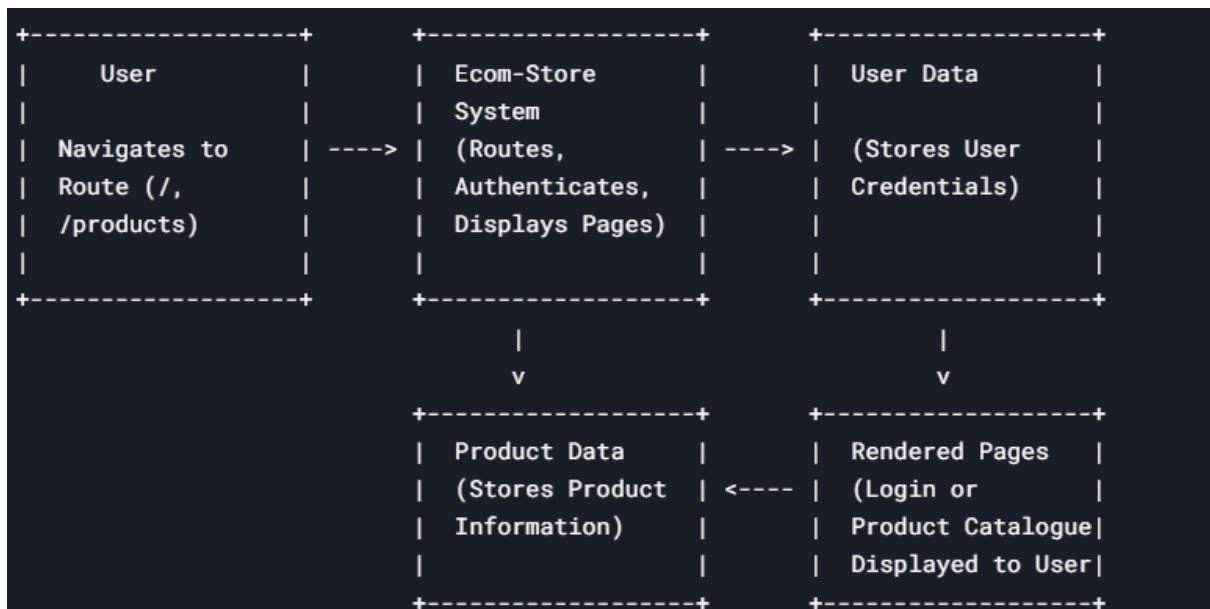 +-------------------+       +-------------------+       +-------------------+
|     User          |       |  Ecom-Store       |       |  User Data        |
|                   |       |  System           |       |                   |
|  Navigates to     | ----> |  (Routes,         | ----> |  (Stores User     |
|  Route (/,        |       |  Authenticates,   |       |  Credentials)     |
|  /products)       |       |  Displays Pages)  |       |                   |
|                   |       |                   |       |                   |
+-------------------+       +-------------------+       +-------------------+
                                   |                             |
                                   v                             v
                            +-------------------+       +-------------------+
                            |  Product Data     |       |  Rendered Pages   |
                            |  (Stores Product  | <---- |  (Login or        |
                            |  Information)     |       |  Product Catalogue|
                            |                   |       |  Displayed to User|
                            +-------------------+       +-------------------+